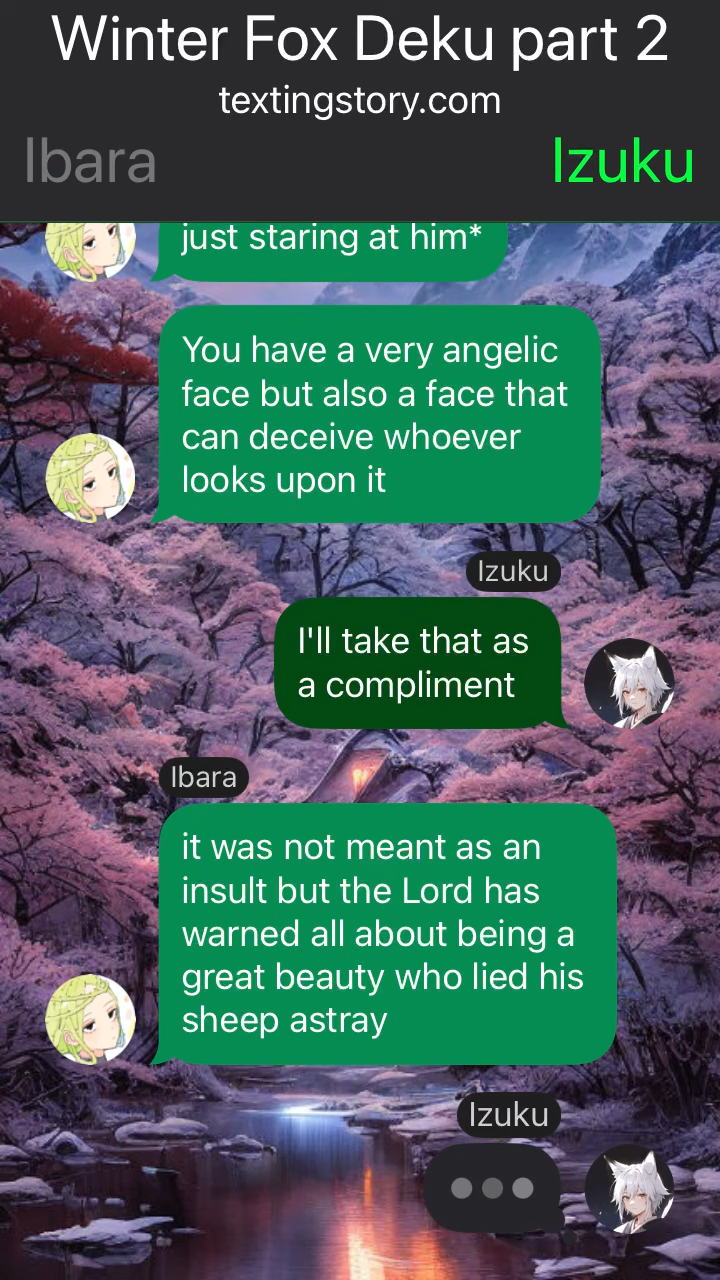 Winter Fox Deku part 2
textingstory.com
Ibara
Izuku
just staring at him*
You have a very angelic
face but also a face that
can deceive whoever
looks upon it
Izuku
I'll take that as
a compliment
Ibara
it was not meant as an
insult but the Lord has
warned all about being a
great beauty who lied his
sheep astray
Izuku